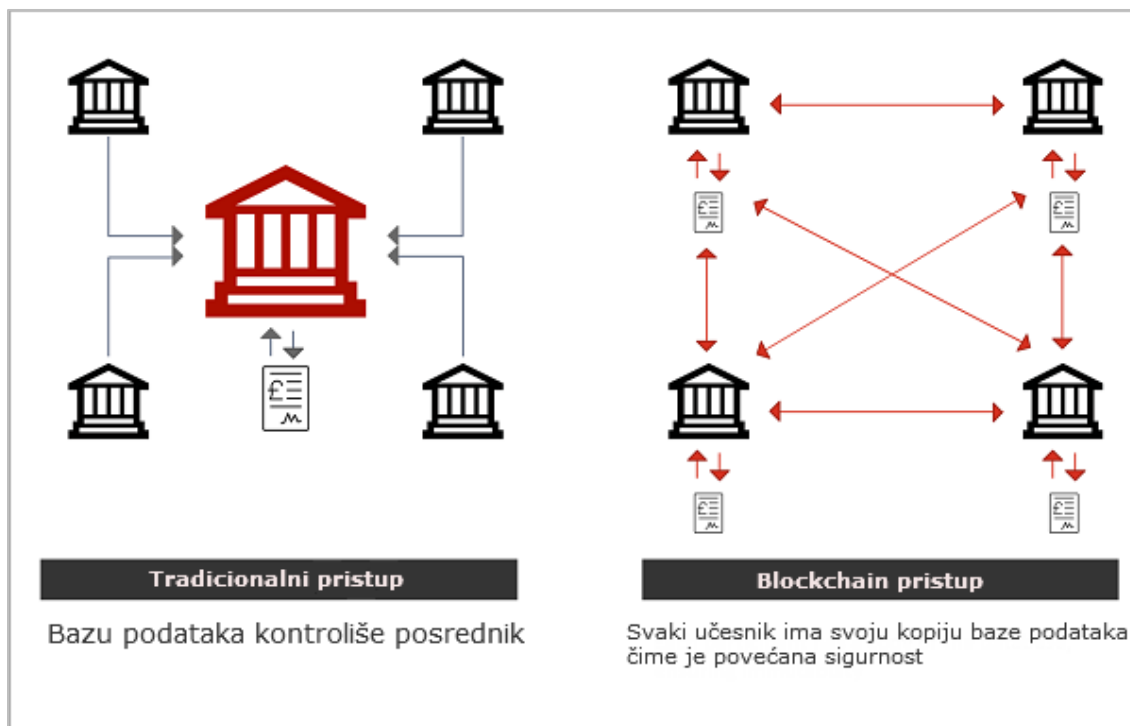 £
£
£
£
£
Tradicionalni pristup
Bazu podataka kontroliše posrednik
Blockchain pristup
Svaki učesnik ima svoju kopiju baze podataka
čime je povećana sigurnost